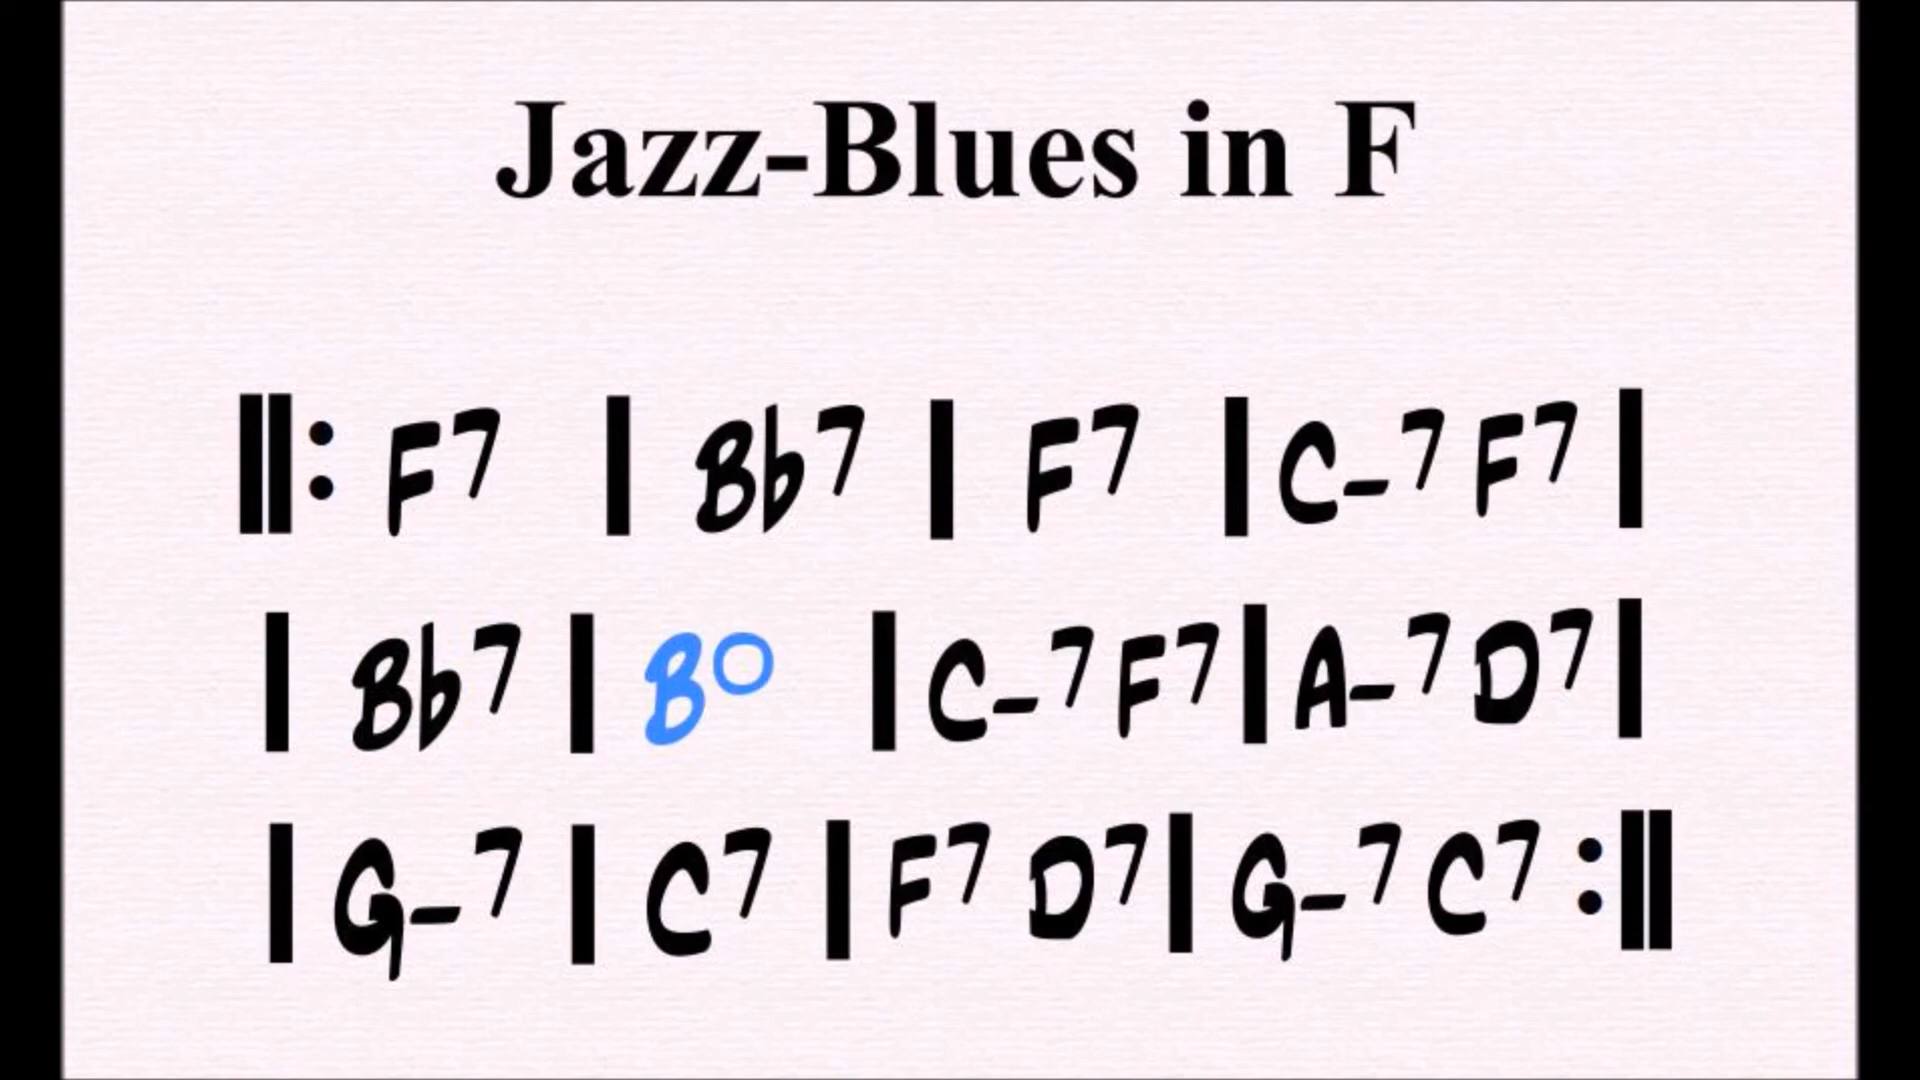 Jazz-Blues in F
||: F7 | Bb7 | F7 | C-7 F7 |
| Bb7 | B° | C-7 F7 | A-7 D7 |
| G-7 | C7 | F7 D7 | G-7 C7 :||